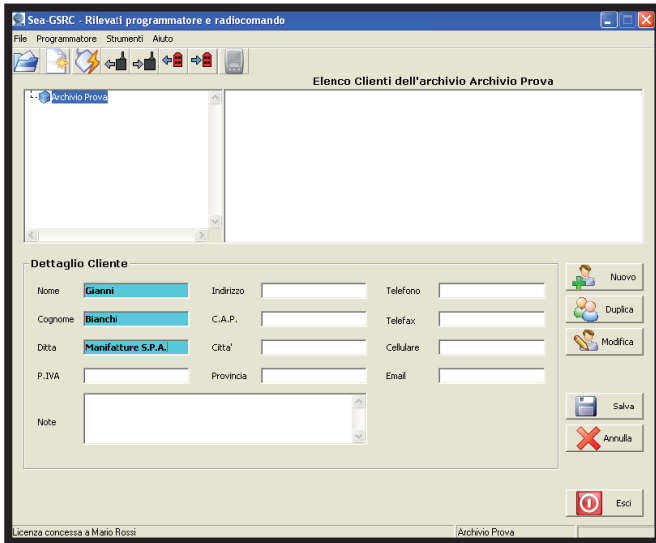 Sea-GSRC - Rilevati programmatore e radiocomando
File Programmatore Strumenti Aiuto
Elenco Clienti dell'archivio Archivio Prova
Archivio Prova
Dettaglio Cliente
Nome Gianni Indirizzo Telefono
Cognome Bianchi C.A.P. Telefax
Ditta Manifatture S.P.A. Citta' Cellulare
P.IVA Provincia Email
Note
Nuovo
Duplica
Modifica
Salva
Annulla
Esci
Licenza concessa a Mario Rossi Archivio Prova